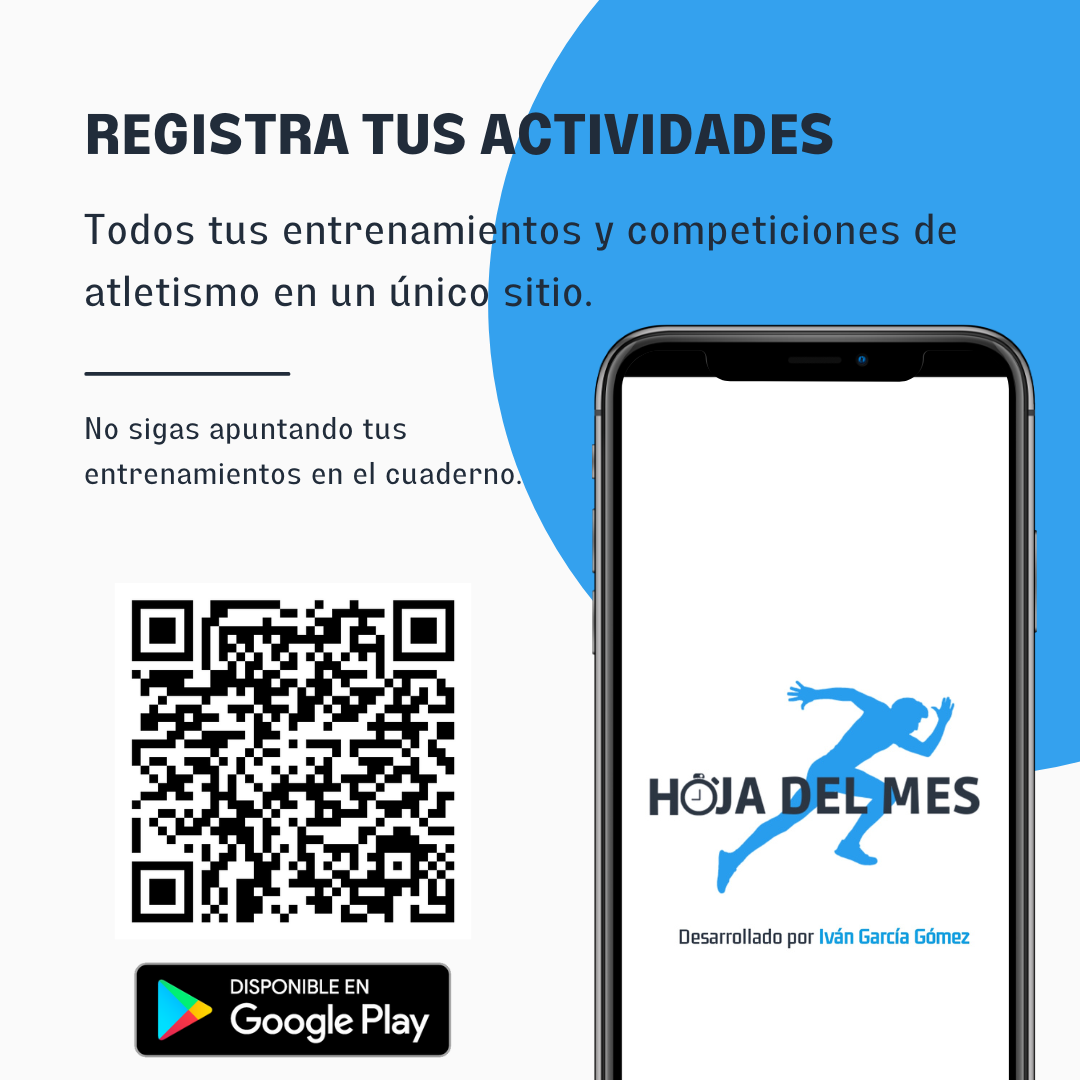 REGISTRA TUS ACTIVIDADES
Todos tus entrenamientos y competiciones de
atletismo en un único sitio.
No sigas apuntando tus
entrenamientos en el cuaderno.
HOJA DEL MES
Desarrollado por Iván García Gómez
DISPONIBLE EN
Google Play